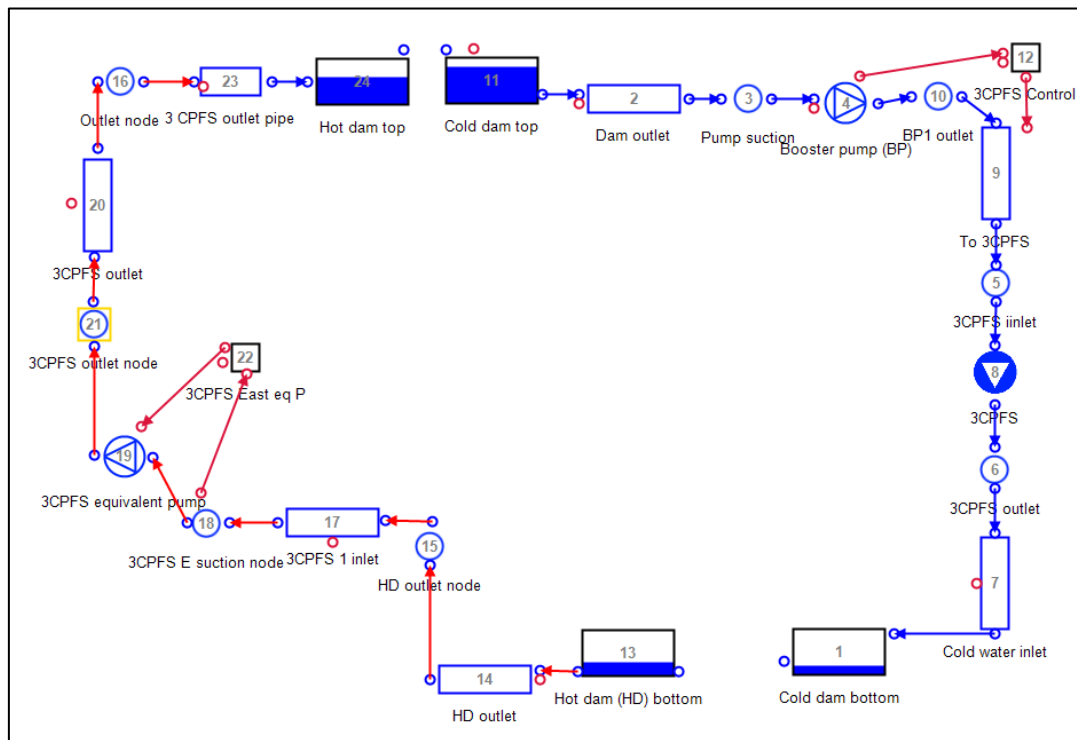 16
23
24
11
2
3
4
10
12
Outlet node
3 CPFS outlet pipe
Hot dam top
Cold dam top
Dam outlet
Pump suction
Booster pump (BP)
BP1 outlet
3CPFS Control
20
9
3CPFS outlet
To 3CPFS
21
5
3CPFS outlet node
3CPFS iinlet
22
3CPFS East eq P
8
3CPFS
19
3CPFS equivalent pump
6
3CPFS outlet
18
17
3CPFS E suction node
3CPFS 1 inlet
15
HD outlet node
7
Cold water inlet
14
13
1
HD outlet
Hot dam (HD) bottom
Cold dam bottom